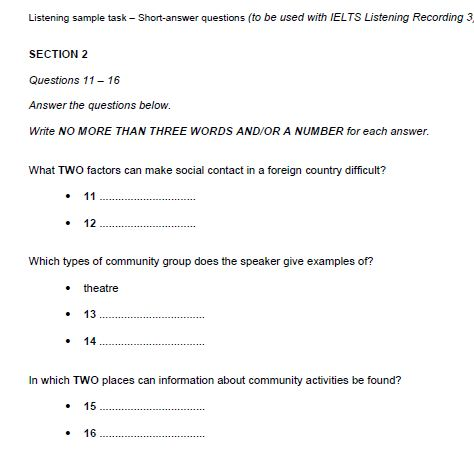 Listening sample task – Short-answer questions (to be used with IELTS Listening Recording 3)
SECTION 2
Questions 11 – 16
Answer the questions below.
Write NO MORE THAN THREE WORDS AND/OR A NUMBER for each answer.
What TWO factors can make social contact in a foreign country difficult?
• 11 ................................
• 12 ................................
Which types of community group does the speaker give examples of?
• theatre
• 13 ...................................
• 14 ...................................
In which TWO places can information about community activities be found?
• 15 ...................................
• 16 ...................................